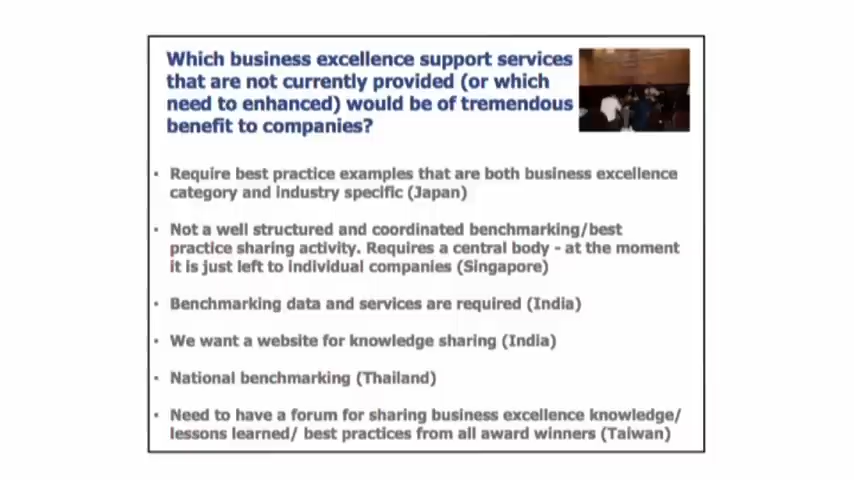 Which business excellence support services
that are not currently provided (or which
need to enhanced) would be of tremendous
benefit to companies?
• Require best practice examples that are both business excellence
category and industry specific (Japan)
• Not a well structured and coordinated benchmarking/best
practice sharing activity. Requires a central body - at the moment
it is just left to individual companies (Singapore)
• Benchmarking data and services are required (India)
• We want a website for knowledge sharing (India)
• National benchmarking (Thailand)
• Need to have a forum for sharing business excellence knowledge/
lessons learned/ best practices from all award winners (Taiwan)